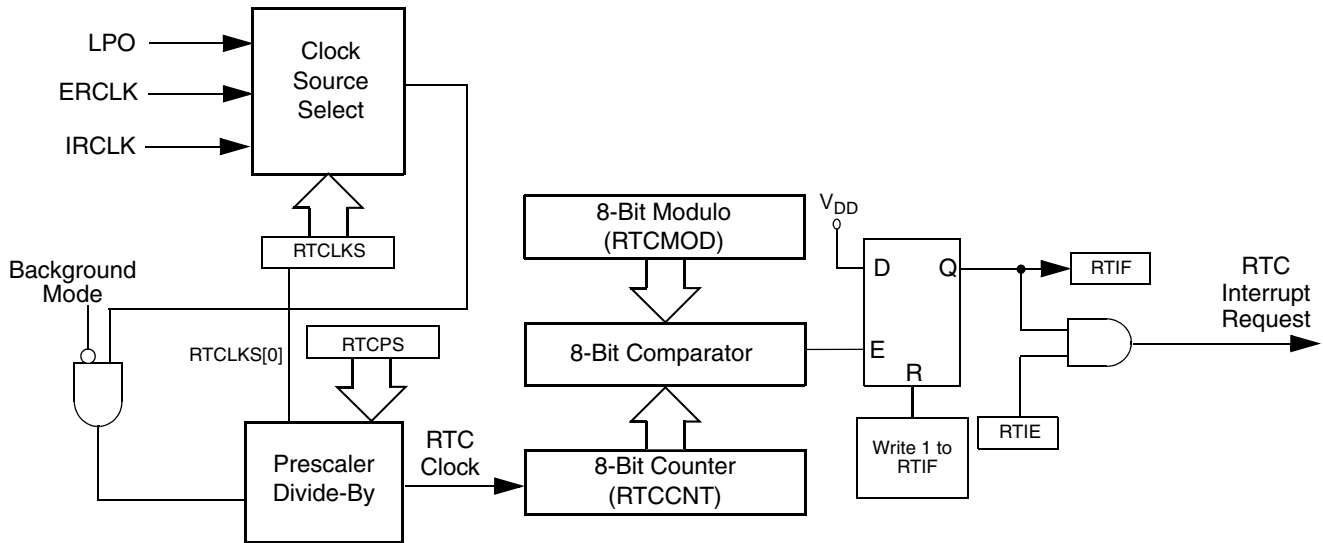 LPO
ERCLK
IRCLK
Clock
Source
Select
RTCLKS
Background
Mode
RTCLKS[0]
RTCPS
Prescaler
Divide-By
RTC
Clock
8-Bit Modulo
(RTCMOD)
8-Bit Comparator
8-Bit Counter
(RTCCNT)
VDD
D
Q
E
R
Write 1 to
RTIF
RTIF
RTIE
RTC
Interrupt
Request